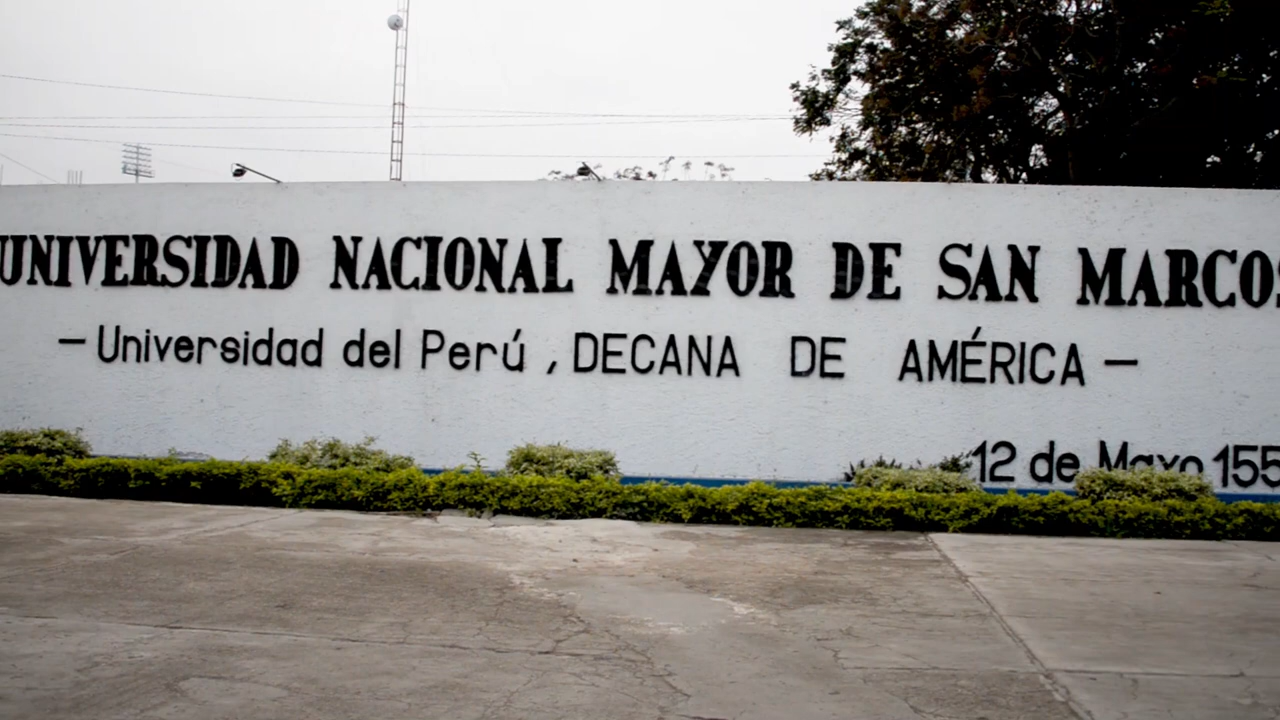 UNIVERSIDAD NACIONAL MAYOR DE SAN MARCOS
— Universidad del Perú , DECANA DE AMÉRICA —
12 de Mayo 155